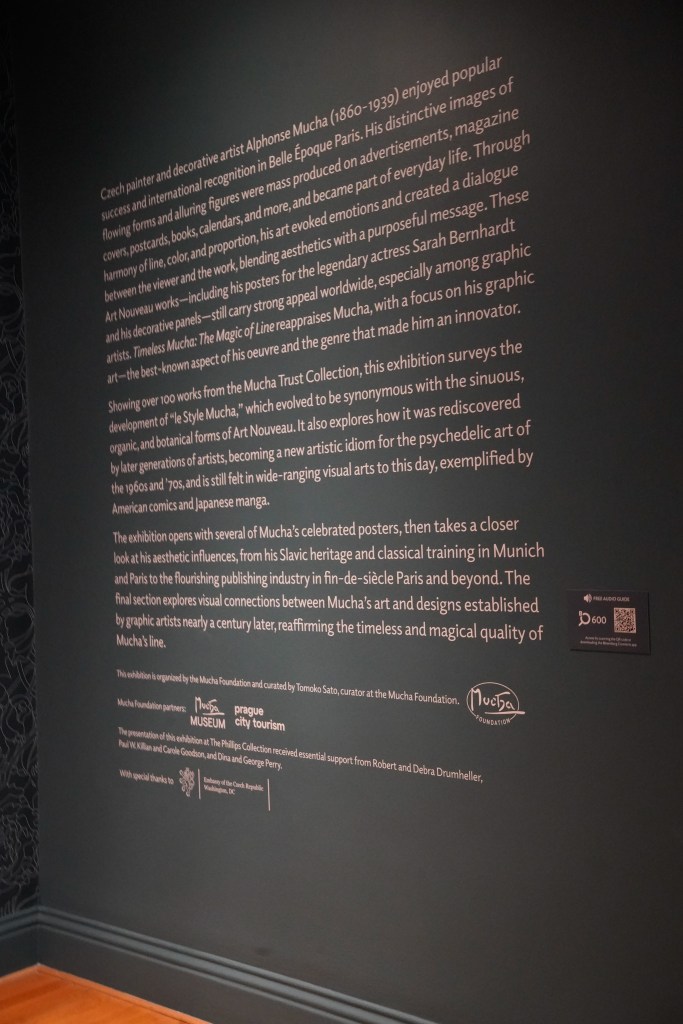 Czech painter and decorative artist Alphonse Mucha (1860-1939) enjoyed popular
success and international recognition in Belle Époque Paris. His distinctive images of
flowing forms and alluring figures were mass produced on advertisements, magazine
covers, postcards, books, calendars, and more, and became part of everyday life. Through
harmony of line, color, and proportion, his art evoked emotions and created a dialogue
between the viewer and the work, blending aesthetics with a purposeful message. These
Art Nouveau works—including his posters for the legendary actress Sarah Bernhardt
and his decorative panels—still carry strong appeal worldwide, especially among graphic
artists. Timeless Mucha: The Magic of Line reappraises Mucha, with a focus on his graphic
art—the best-known aspect of his oeuvre and the genre that made him an innovator.
Showing over 100 works from the Mucha Trust Collection, this exhibition surveys the
development of “le Style Mucha,” which evolved to be synonymous with the sinuous,
organic, and botanical forms of Art Nouveau. It also explores how it was rediscovered
by later generations of artists, becoming a new artistic idiom for the psychedelic art of
the 1960s and ’70s, and is still felt in wide-ranging visual arts to this day, exemplified by
American comics and Japanese manga.
The exhibition opens with several of Mucha’s celebrated posters, then takes a closer
look at his aesthetic influences, from his Slavic heritage and classical training in Munich
and Paris to the flourishing publishing industry in fin-de-siècle Paris and beyond. The
final section explores visual connections between Mucha’s art and designs established
by graphic artists nearly a century later, reaffirming the timeless and magical quality of
Mucha’s line.
FREE AUDIO GUIDE
600
This exhibition is organized by the Mucha Foundation and curated by Tomoko Sato, curator at the Mucha Foundation.
Mucha
FOUNDATION
Mucha Foundation partners:
Mucha
MUSEUM
prague
city tourism
The presentation of this exhibition at The Phillips Collection received essential support from Robert and Debra Drumheller,
Paul W. Killian and Carole Goodson, and Dina and George Perry.
With special thanks to
Embassy of the Czech Republic
Washington, DC